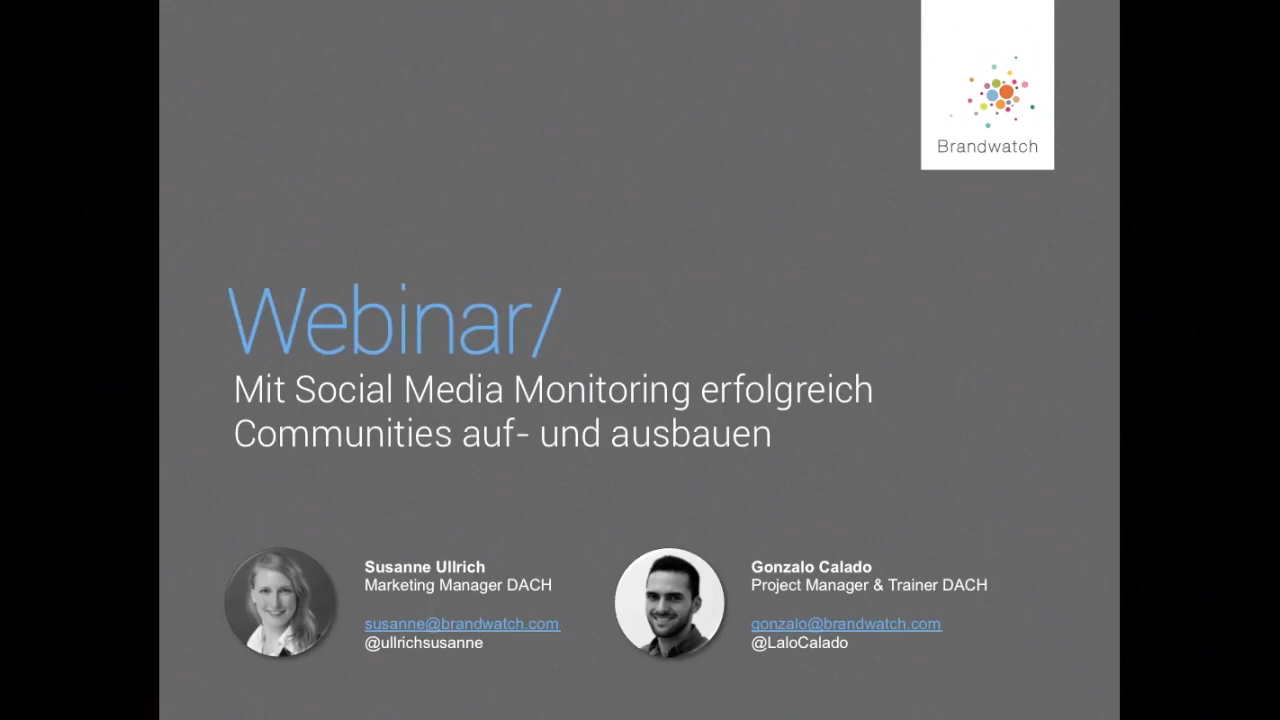 Brandwatch
Webinar/
Mit Social Media Monitoring erfolgreich
Communities auf- und ausbauen
Susanne Ullrich
Marketing Manager DACH
susanne@brandwatch.com
@ullrichsusanne
Gonzalo Calado
Project Manager & Trainer DACH
gonzalo@brandwatch.com
@LaloCalado